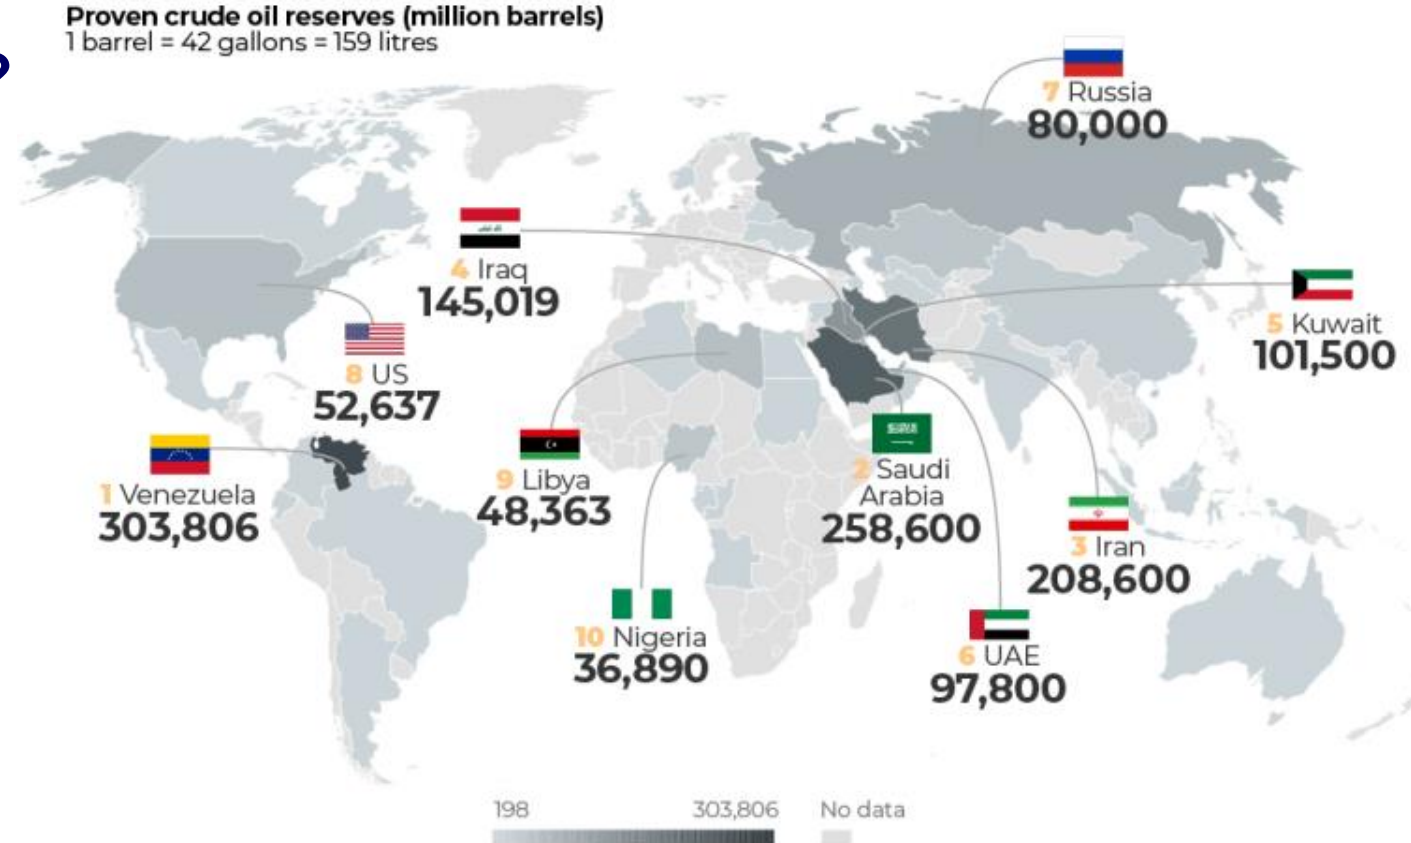 Proven crude oil reserves (million barrels)
1 barrel = 42 gallons = 159 litres
7 Russia
80,000
4 Iraq
145,019
5 Kuwait
101,500
8 US
52,637
1 Venezuela
303,806
9 Libya
48,363
2 Saudi
Arabia
258,600
3 Iran
208,600
10 Nigeria
36,890
6 UAE
97,800
198
303,806
No data